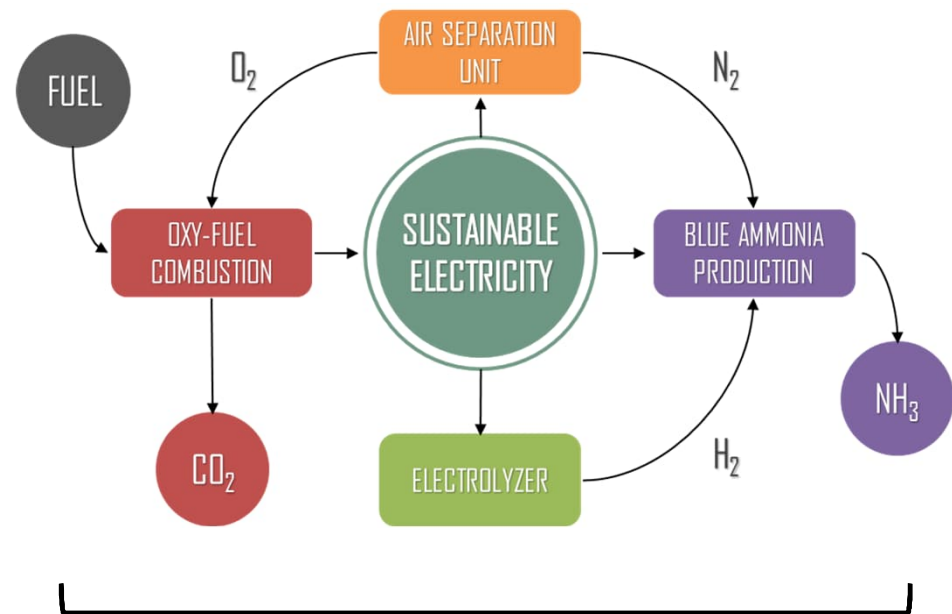 AIR SEPARATION
UNIT
O₂
N₂
FUEL
OXY-FUEL
COMBUSTION
SUSTAINABLE
ELECTRICITY
BLUE AMMONIA
PRODUCTION
NH₃
CO₂
ELECTROLYZER
H₂